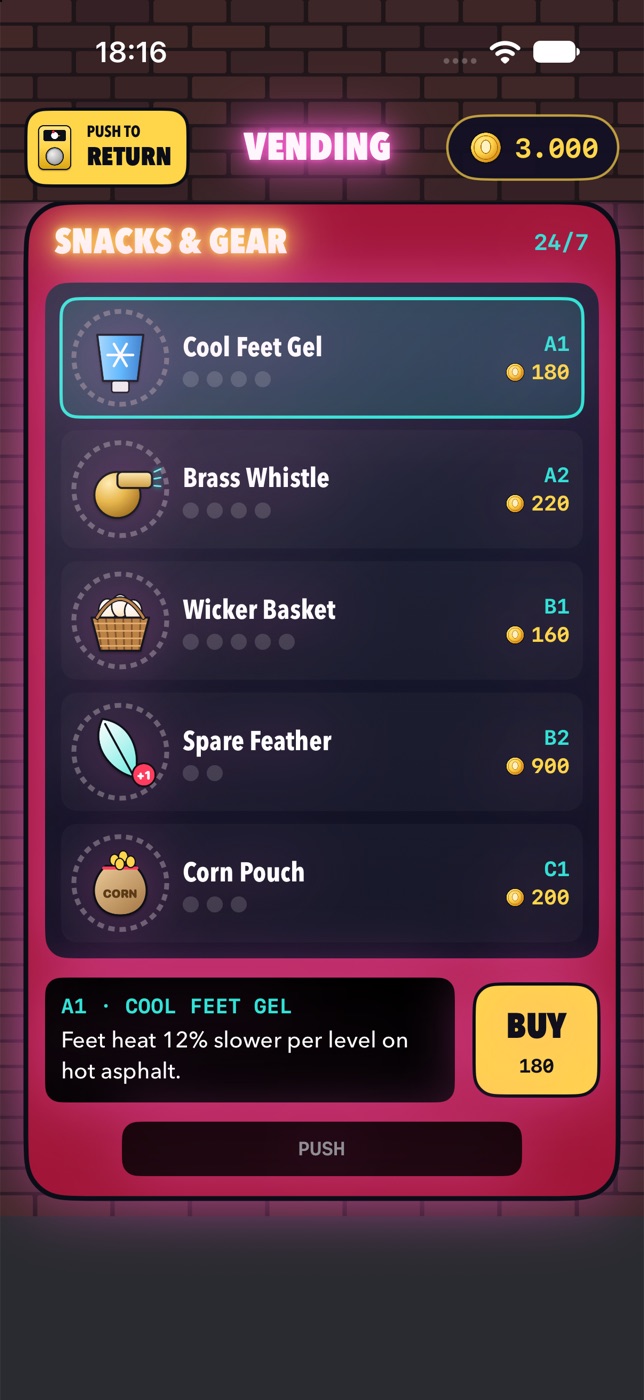 18:16
PUSH TO
RETURN
VENDING
3.000
SNACKS & GEAR
24/7
Cool Feet Gel
A1
180
Brass Whistle
A2
220
Wicker Basket
B1
160
Spare Feather
+1
B2
900
Corn Pouch
CORN
C1
200
A1 · COOL FEET GEL
Feet heat 12% slower per level on
hot asphalt.
BUY
180
PUSH